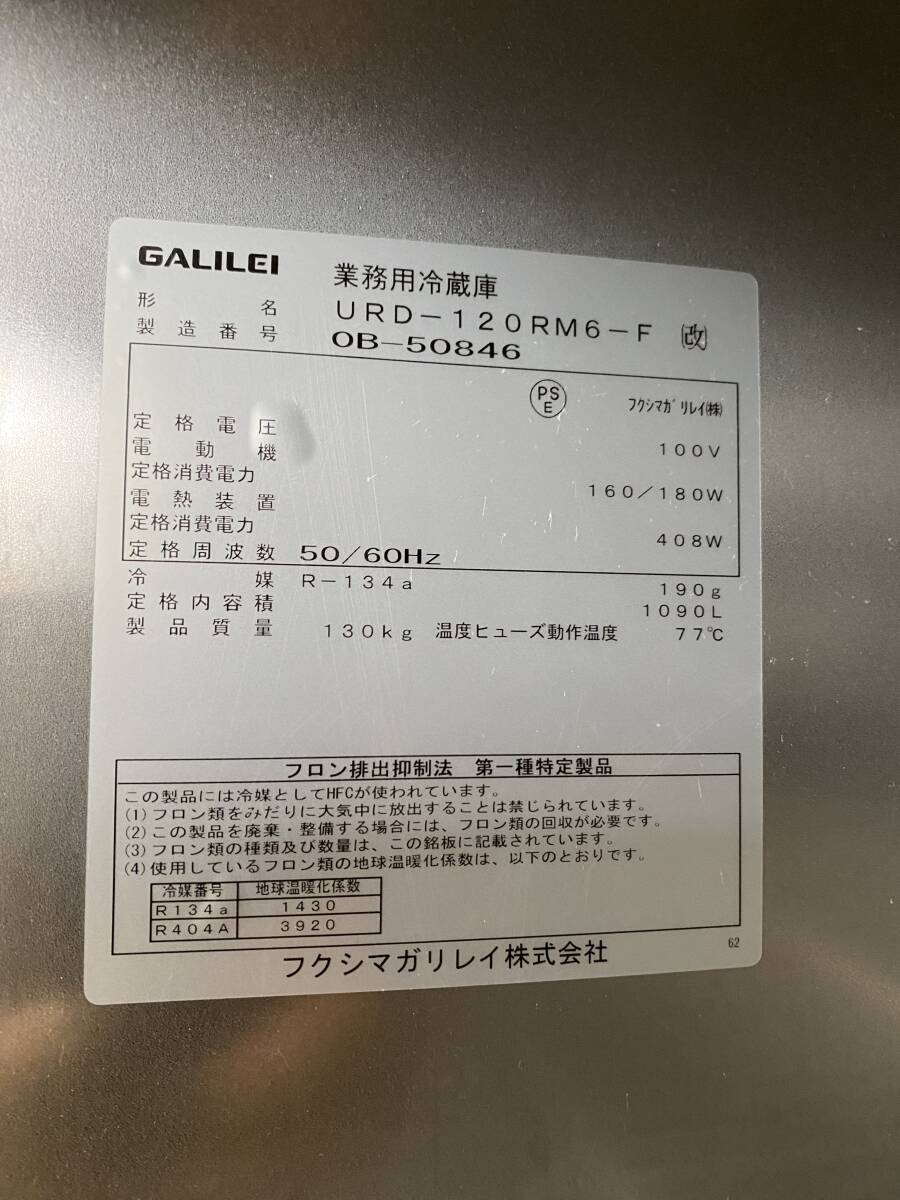 GALILEI 業務用冷蔵庫
形名 URD-120RM6-F ㊢改
製造番号 0B-50846
PS E フクシマガリレイ㈱
定格電圧 100V
電動機
定格消費電力 160/180W
電熱装置
定格消費電力 408W
定格周波数 50/60Hz
冷媒 R-134a 190g
定格内容積 1090L
製品質量 130kg 温度ヒューズ動作温度 77℃
フロン排出抑制法 第一種特定製品
この製品には冷媒としてHFCが使われています。
(1)フロン類をみだりに大気中に放出することは禁じられています。
(2)この製品を廃棄・整備する場合には、フロン類の回収が必要です。
(3)フロン類の種類及び数量は、この銘板に記載されています。
(4)使用しているフロン類の地球温暖化係数は、以下のとおりです。
冷媒番号 地球温暖化係数
R134a 1430
R404A 3920
62
フクシマガリレイ株式会社